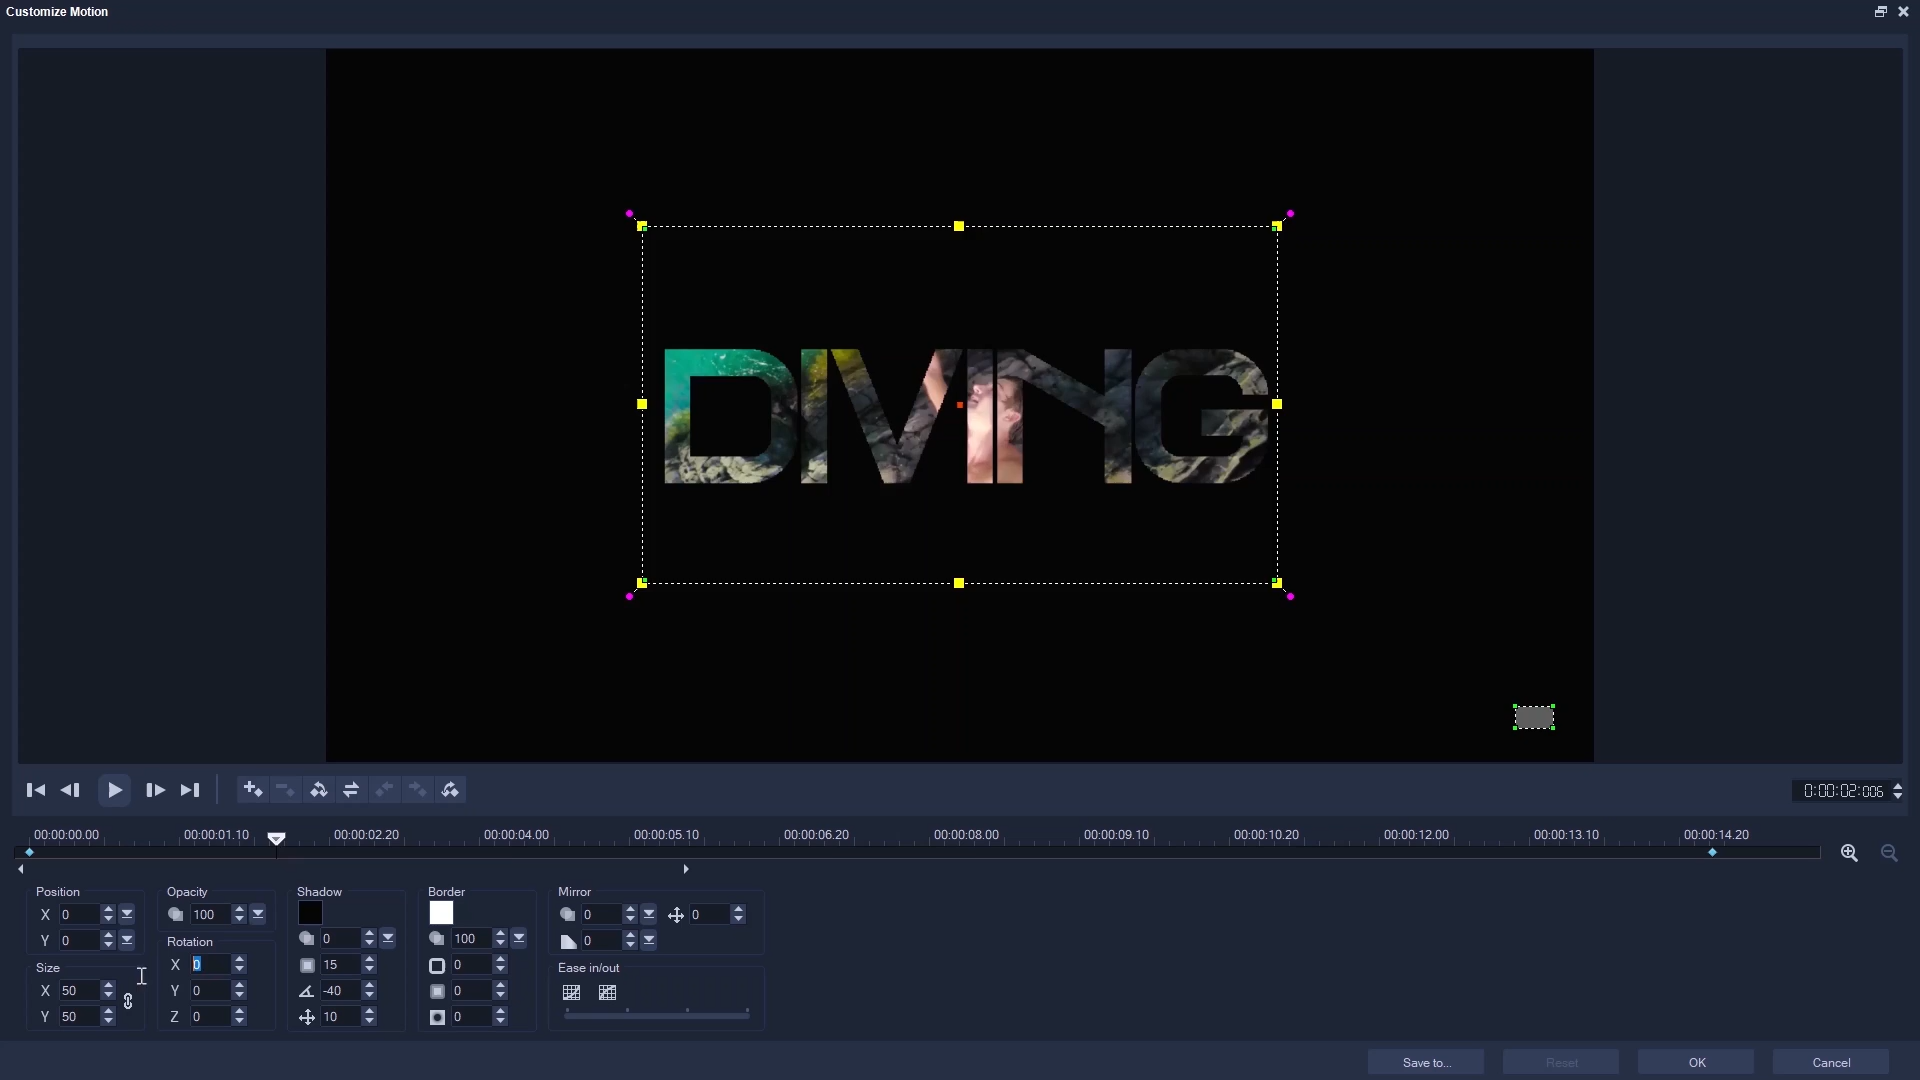 Customize Motion
DIVING
0:00:02:006
00:00:00.00 00:00:01.10 00:00:02.20 00:00:04.00 00:00:05.10 00:00:06.20 00:00:08.00 00:00:09.10 00:00:10.20 00:00:12.00 00:00:13.10 00:00:14.20
Position
X 0
Y 0
Size
X 50
Y 50
Opacity
100
Rotation
X 0
Y 0
Z 0
Shadow
0
15
-40
10
Border
100
0
0
0
Mirror
0 0
0
Ease in/out
Save to... Reset OK Cancel